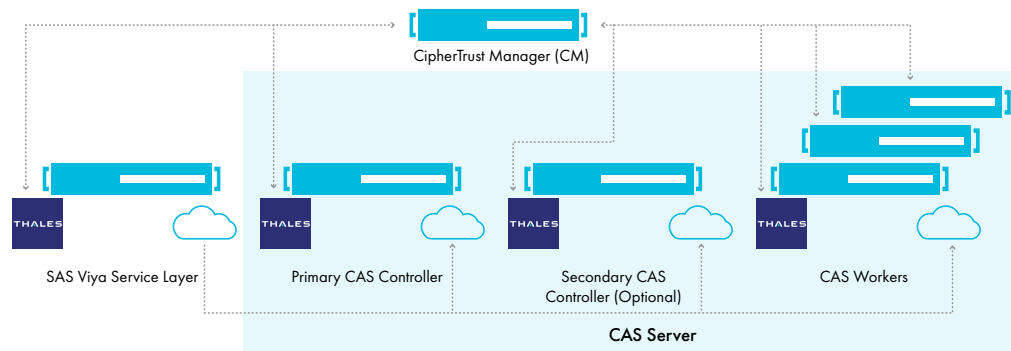 CipherTrust Manager (CM)
THALES
THALES
THALES
THALES
SAS Viya Service Layer
Primary CAS Controller
Secondary CAS
Controller (Optional)
CAS Workers
CAS Server